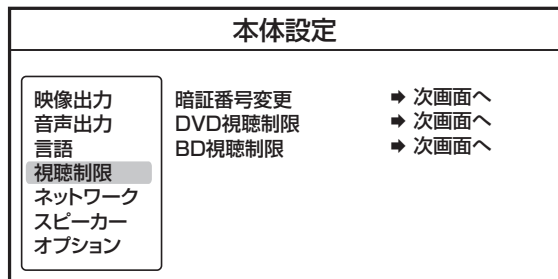 本体設定
映像出力
音声出力
言語
視聴制限
ネットワーク
スピーカー
オプション
暗証番号変更 ➡ 次画面へ
DVD視聴制限 ➡ 次画面へ
BD視聴制限 ➡ 次画面へ